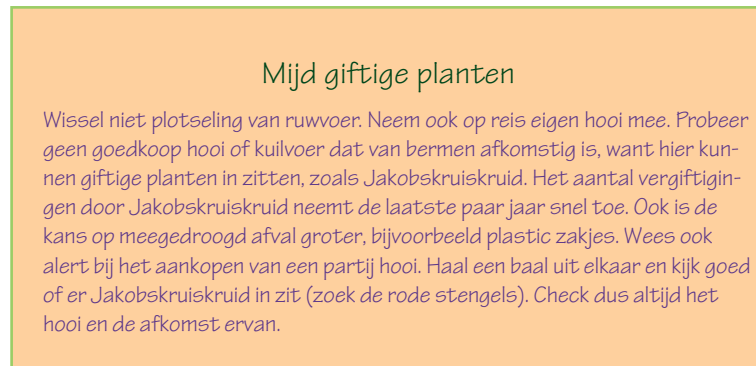 Mijd giftige planten
Wissel niet plotseling van ruwvoer. Neem ook op reis eigen hooi mee. Probeer
geen goedkoop hooi of kuilvoer dat van bermen afkomstig is, want hier kun-
nen giftige planten in zitten, zoals Jakobskruiskruid. Het aantal vergiftigin-
gen door Jakobskruiskruid neemt de laatste paar jaar snel toe. Ook is de
kans op meegedroogd afval groter, bijvoorbeeld plastic zakjes. Wees ook
alert bij het aankopen van een partij hooi. Haal een baal uit elkaar en kijk goed
of er Jakobskruiskruid in zit (zoek de rode stengels). Check dus altijd het
hooi en de afkomst ervan.